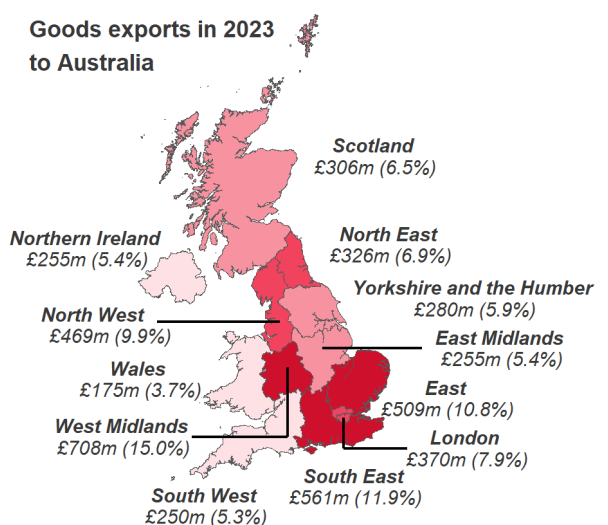 Goods exports in 2023
to Australia
Scotland
£306m (6.5%)
Northern Ireland
£255m (5.4%)
North East
£326m (6.9%)
Yorkshire and the Humber
£280m (5.9%)
North West
£469m (9.9%)
East Midlands
£255m (5.4%)
Wales
£175m (3.7%)
East
£509m (10.8%)
West Midlands
£708m (15.0%)
London
£370m (7.9%)
South East
£561m (11.9%)
South West
£250m (5.3%)